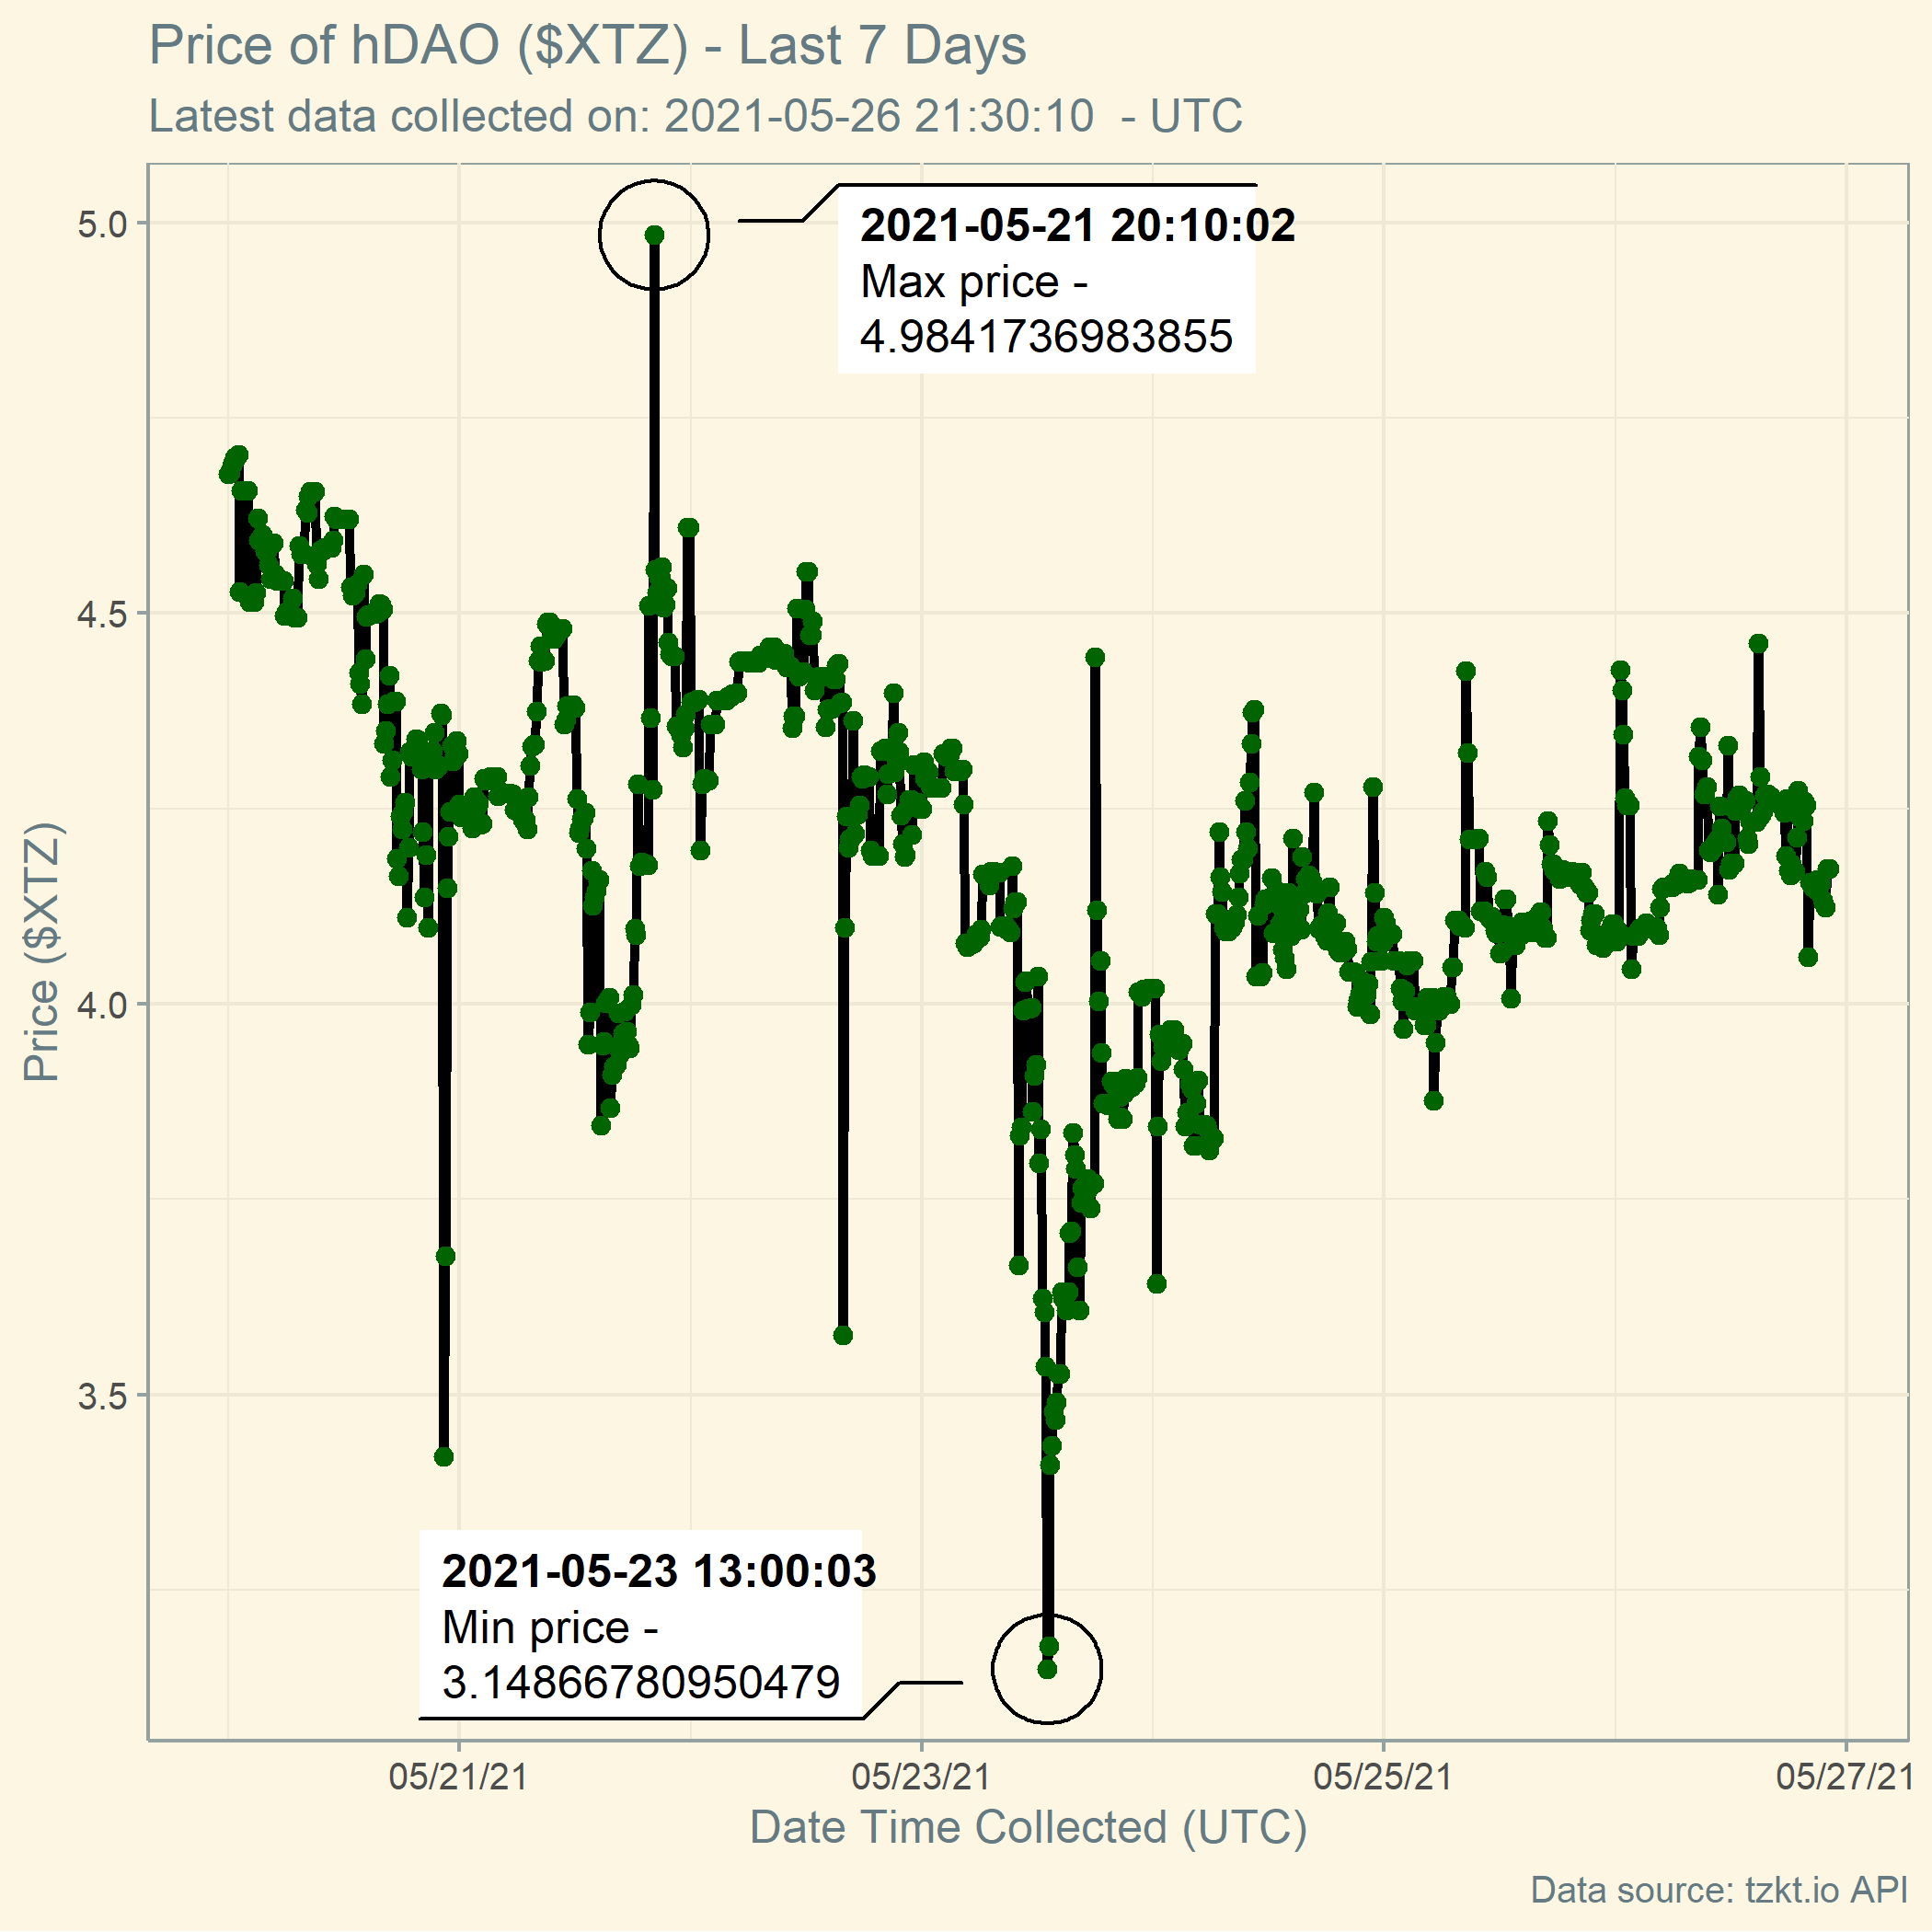 Price of hDAO ($XTZ) - Last 7 Days
Latest data collected on: 2021-05-26 21:30:10  - UTC
2021-05-21 20:10:02
Max price -
4.9841736983855
5.0
4.5
4.0
3.5
Price ($XTZ)
2021-05-23 13:00:03
Min price -
3.14866780950479
05/21/21
05/23/21
05/25/21
05/27/21
Date Time Collected (UTC)
Data source: tzkt.io API